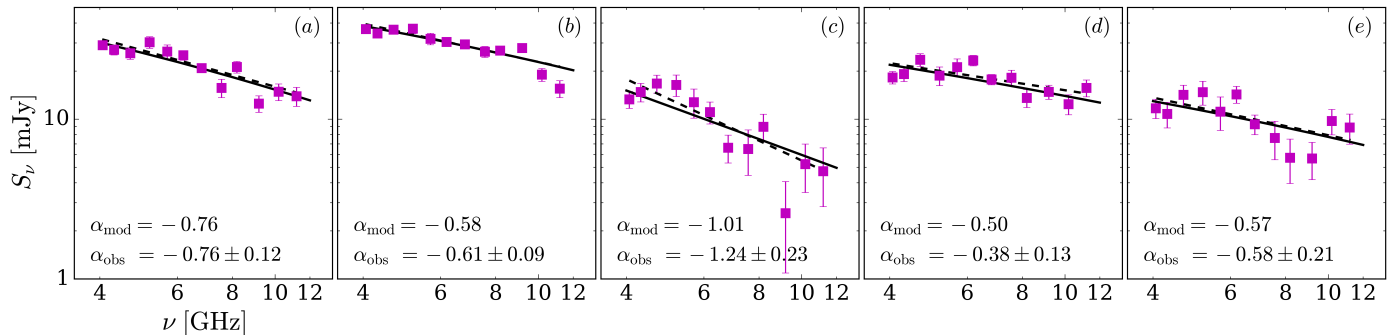 (a)
(b)
(c)
(d)
(e)
S_ν [mJy]
10
1
α_mod = −0.76
α_obs = −0.76 ± 0.12
α_mod = −0.58
α_obs = −0.61 ± 0.09
α_mod = −1.01
α_obs = −1.24 ± 0.23
α_mod = −0.50
α_obs = −0.38 ± 0.13
α_mod = −0.57
α_obs = −0.58 ± 0.21
4 6 8 10 12
4 6 8 10 12
4 6 8 10 12
4 6 8 10 12
4 6 8 10 12
ν [GHz]